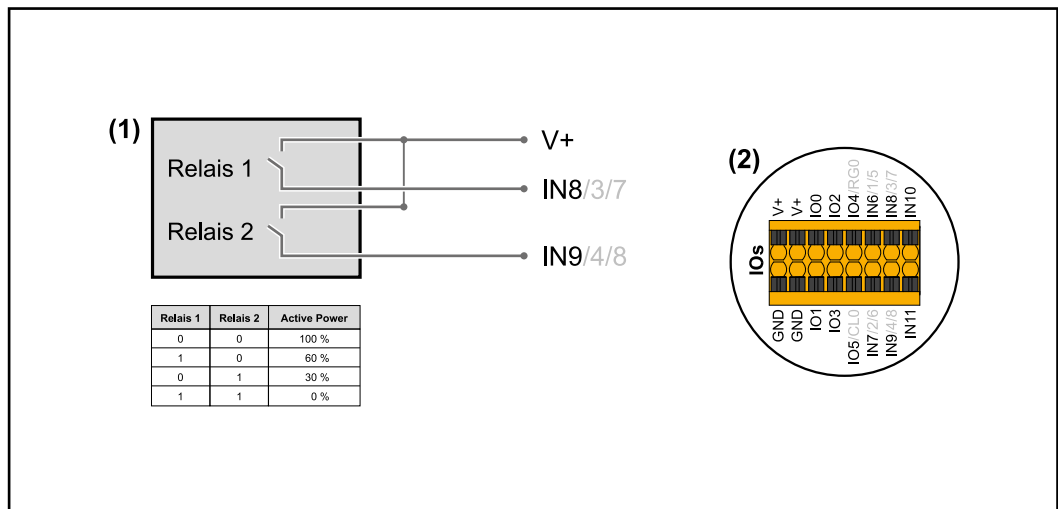 (1)
Relais 1
Relais 2
V+
IN8/3/7
IN9/4/8
Relais 1 Relais 2 Active Power
0 0 100 %
1 0 60 %
0 1 30 %
1 1 0 %
(2)
IOs
V+
V+
IO0
IO2
IO4/RG0
IN6/1/5
IN8/3/7
IN10
GND
GND
IO1
IO3
IO5/CL0
IN7/2/6
IN9/4/8
IN11